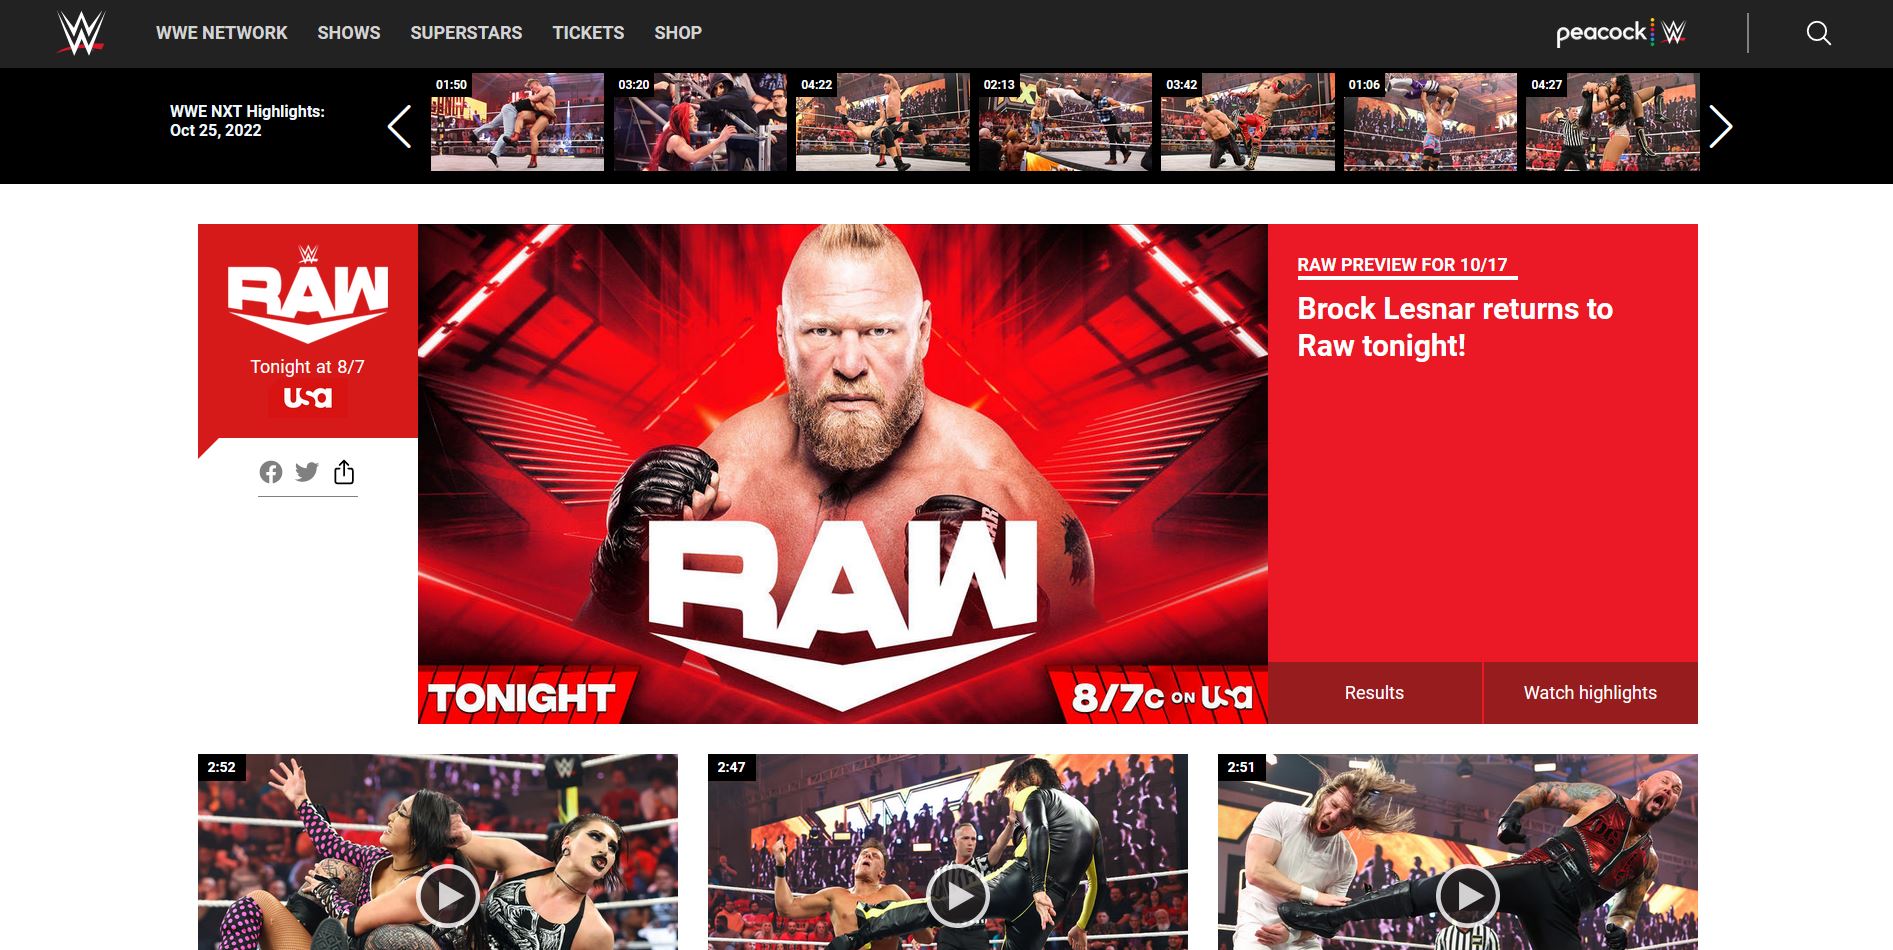 W
WWE NETWORK
SHOWS
SUPERSTARS
TICKETS
SHOP
peacock W
WWE NXT Highlights:
Oct 25, 2022
01:50
03:20
04:22
02:13
03:42
01:06
04:27
W
RAW
Tonight at 8/7
USA
RAW
TONIGHT
8/7c ON USA
RAW PREVIEW FOR 10/17
Brock Lesnar returns to
Raw tonight!
Results
Watch highlights
2:52
2:47
2:51